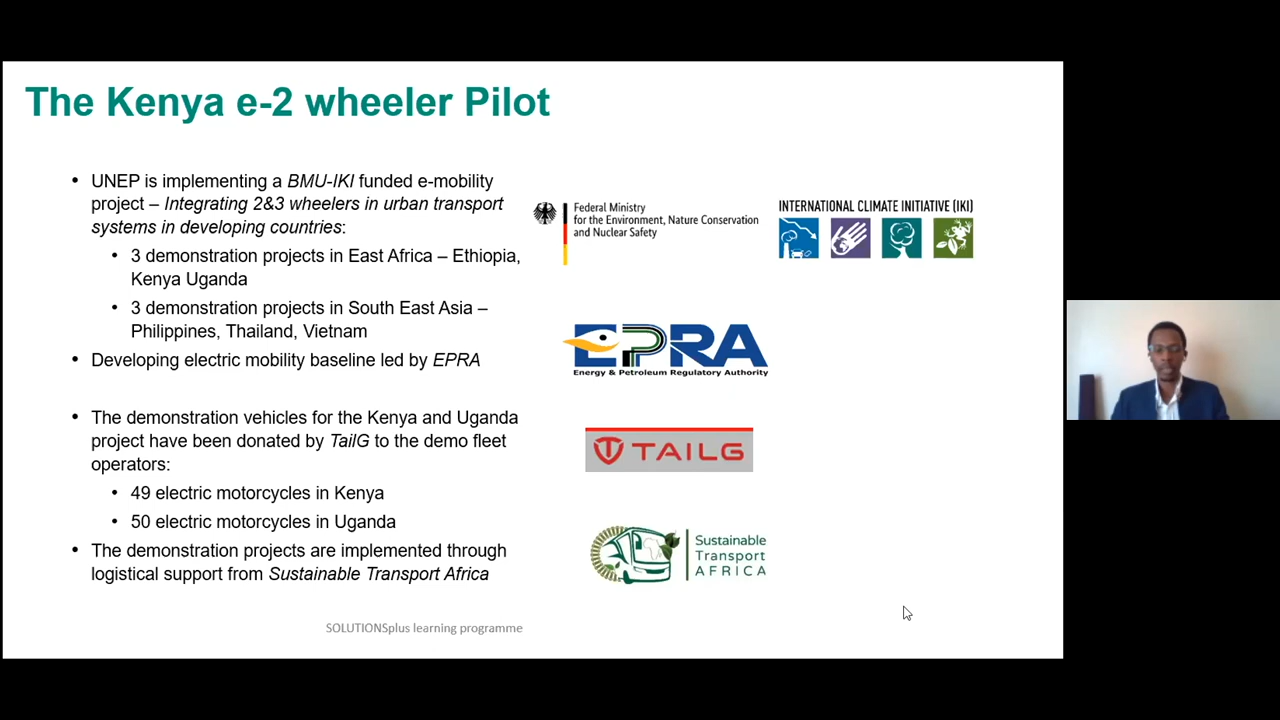 The Kenya e-2 wheeler Pilot
• UNEP is implementing a BMU-IKI funded e-mobility
project – Integrating 2&3 wheelers in urban transport
systems in developing countries:
• 3 demonstration projects in East Africa – Ethiopia,
Kenya Uganda
• 3 demonstration projects in South East Asia –
Philippines, Thailand, Vietnam
• Developing electric mobility baseline led by EPRA
• The demonstration vehicles for the Kenya and Uganda
project have been donated by TailG to the demo fleet
operators:
• 49 electric motorcycles in Kenya
• 50 electric motorcycles in Uganda
• The demonstration projects are implemented through
logistical support from Sustainable Transport Africa
Federal Ministry
for the Environment, Nature Conservation
and Nuclear Safety
INTERNATIONAL CLIMATE INITIATIVE (IKI)
EPRA
Energy & Petroleum Regulatory Authority
TAILG
Sustainable
Transport
AFRICA
SOLUTIONSplus learning programme